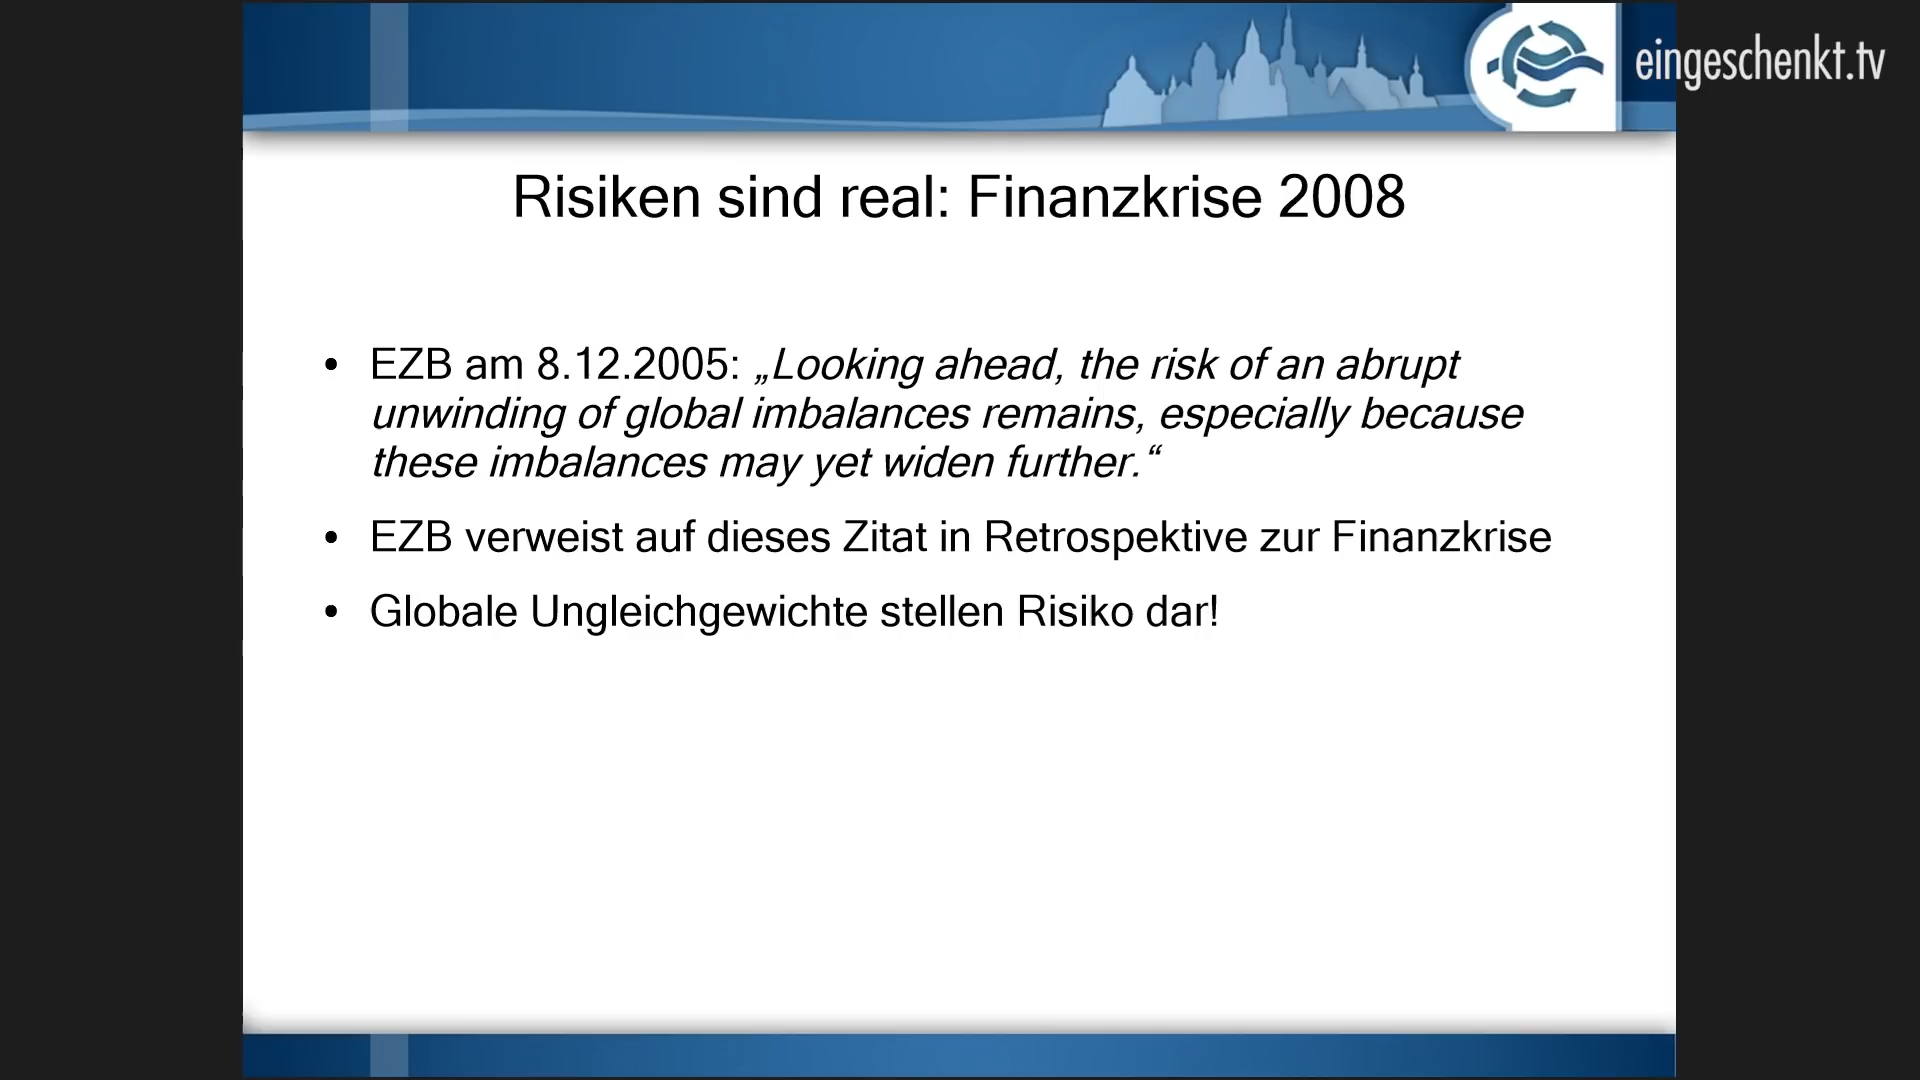 eingeschenkt.tv
Risiken sind real: Finanzkrise 2008
• EZB am 8.12.2005: „Looking ahead, the risk of an abrupt
unwinding of global imbalances remains, especially because
these imbalances may yet widen further.“
• EZB verweist auf dieses Zitat in Retrospektive zur Finanzkrise
• Globale Ungleichgewichte stellen Risiko dar!